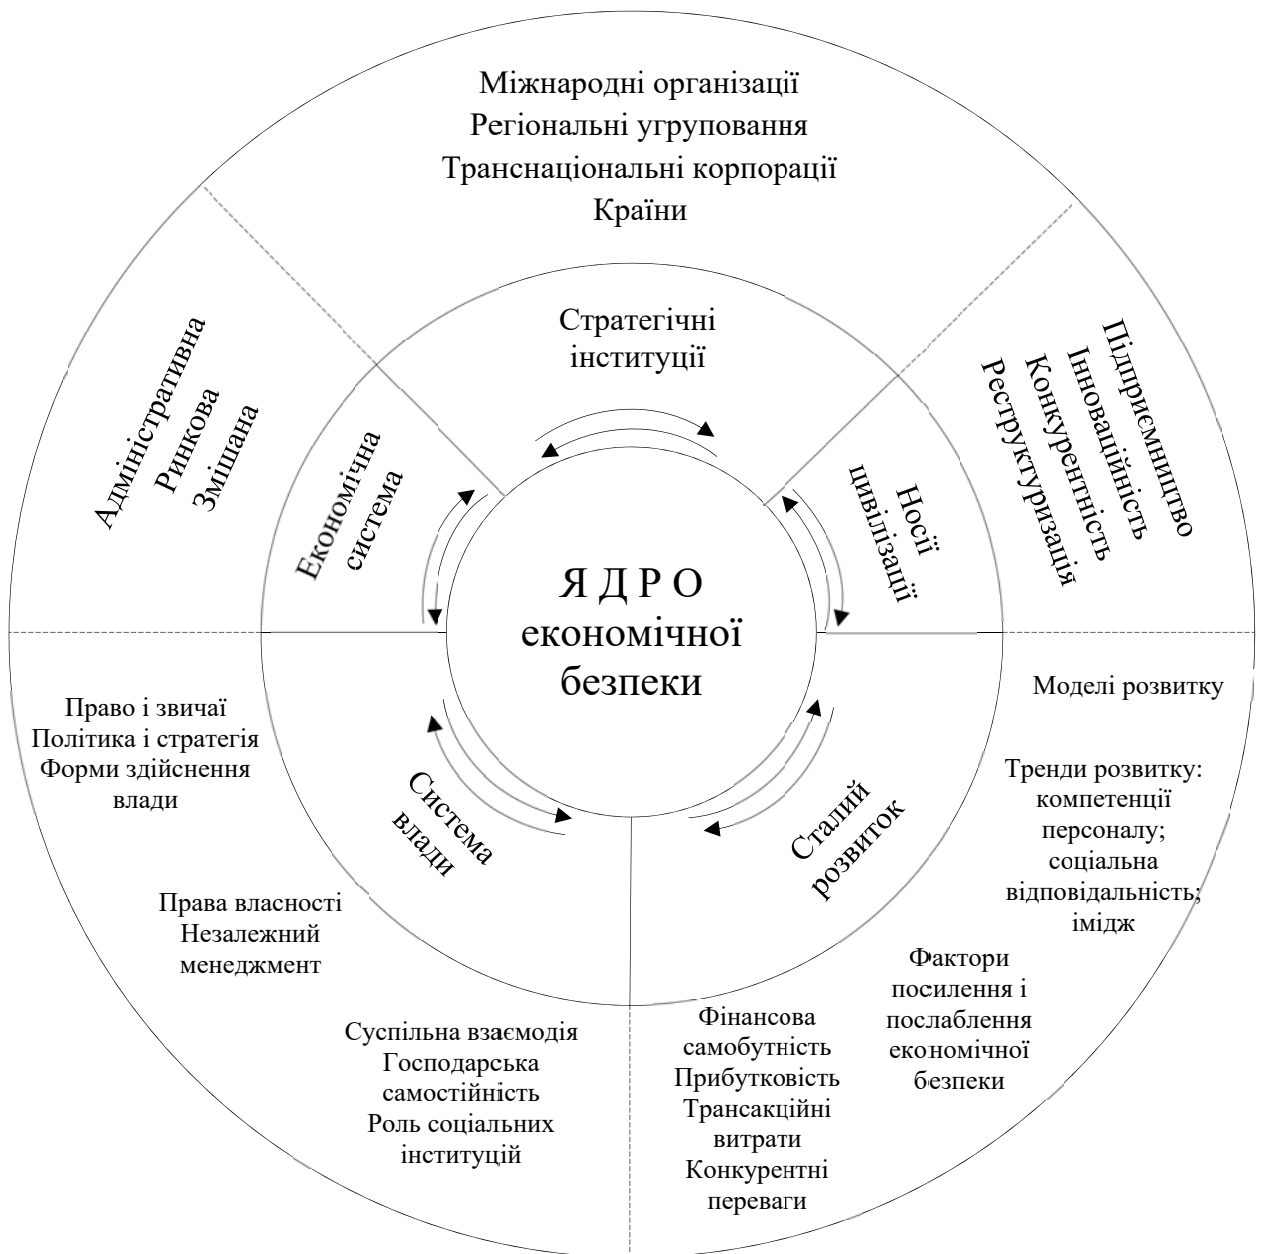 Міжнародні організації
Регіональні угруповання
Транснаціональні корпорації
Країни
Стратегічні
інституції
Адміністративна
Ринкова
Змішана
Економічна
система
Носії
цивілізації
Підприємництво
Інноваційність
Конкурентність
Реструктуризація
ЯДРО
економічної
безпеки
Право і звичаї
Політика і стратегія
Форми здійснення
влади
Права власності
Незалежний
менеджмент
Суспільна взаємодія
Господарська
самостійність
Роль соціальних
інституцій
Система
влади
Сталий
розвиток
Моделі розвитку
Тренди розвитку:
компетенції
персоналу;
соціальна
відповідальність;
імідж
Фактори
посилення і
послаблення
економічної
безпеки
Фінансова
самобутність
Прибутковість
Трансакційні
витрати
Конкурентні
переваги